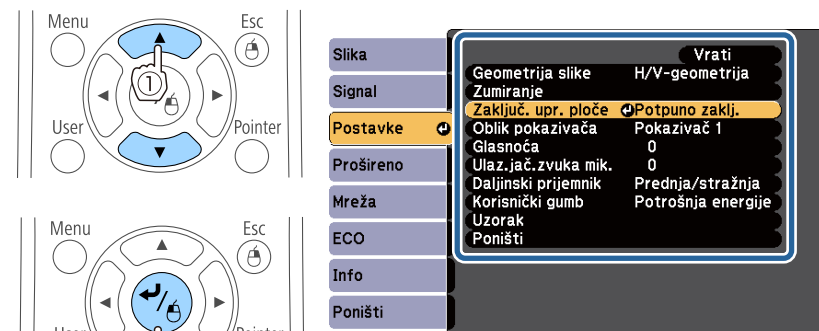 Menu
Esc
①
User
Pointer
Menu
Esc
Slika
Signal
Postavke
Prošireno
Mreža
ECO
Info
Poništi
Vrati
Geometrija slike H/V-geometrija
Zumiranje
Zaključ. upr. ploče Potpuno zaklj.
Oblik pokazivača Pokazivač 1
Glasnoća 0
Ulaz.jač.zvuka mik. 0
Daljinski prijemnik Prednja/stražnja
Korisnički gumb Potrošnja energije
Uzorak
Poništi